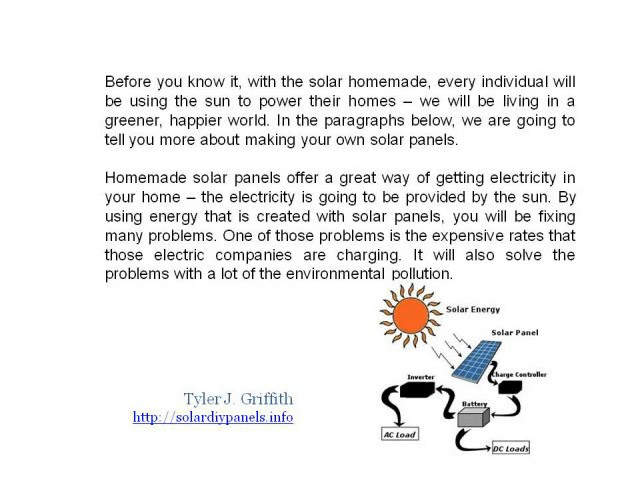 Before you know it, with the solar homemade, every individual will
be using the sun to power their homes – we will be living in a
greener, happier world. In the paragraphs below, we are going to
tell you more about making your own solar panels.
Homemade solar panels offer a great way of getting electricity in
your home – the electricity is going to be provided by the sun. By
using energy that is created with solar panels, you will be fixing
many problems. One of those problems is the expensive rates that
those electric companies are charging. It will also solve the
problems with a lot of the environmental pollution.
Solar Energy
Solar Panel
Charge Controller
Inverter
Battery
AC Load
DC Loads
Tyler J. Griffith
http://solardiypanels.info